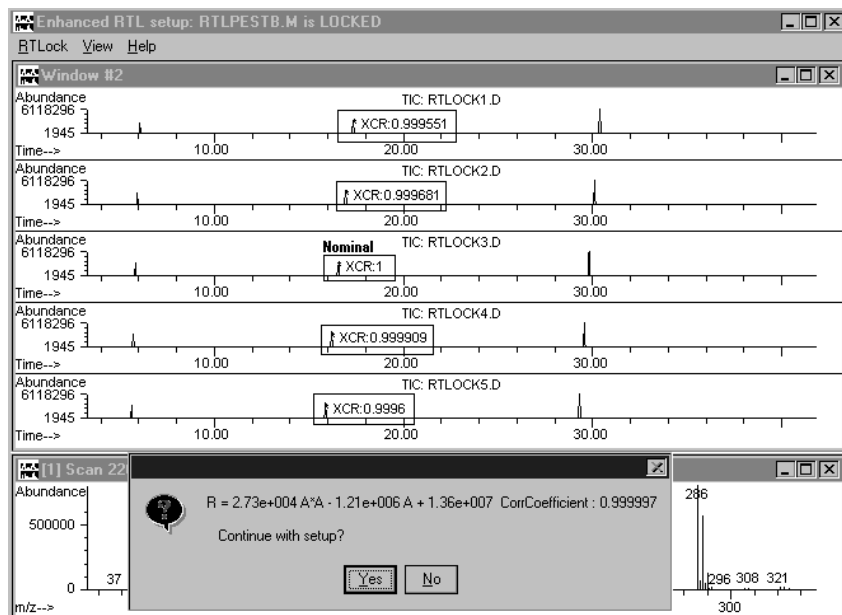 Enhanced RTL setup: RTLPESTB.M is LOCKED
RTLock View Help
Window #2
Abundance TIC: RTLOCK1.D
6118296
XCR:0.999551
1945
Time--> 10.00 20.00 30.00
Abundance TIC: RTLOCK2.D
6118296
XCR:0.999681
1945
Time--> 10.00 20.00 30.00
Abundance Nominal TIC: RTLOCK3.D
6118296
XCR:1
1945
Time--> 10.00 20.00 30.00
Abundance TIC: RTLOCK4.D
6118296
XCR:0.999909
1945
Time--> 10.00 20.00 30.00
Abundance TIC: RTLOCK5.D
6118296
XCR:0.9996
1945
Time--> 10.00 20.00 30.00
[1] Scan
Abundance
286
R = 2.73e+004 A*A - 1.21e+006 A + 1.36e+007 CorrCoefficient : 0.999997
500000
Continue with setup?
Yes No
37 296 308 321
0
m/z--> 300